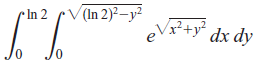 ∫₀^{ln 2} ∫₀^{√((ln 2)²−y²)} e^{√(x²+y²)} dx dy